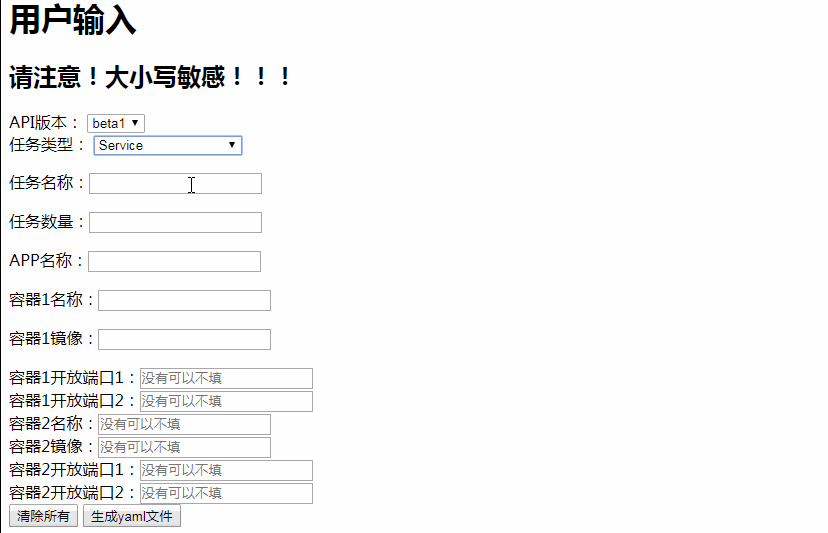 用户输入
请注意！大小写敏感！！！
API版本： beta1
任务类型： Service
任务名称：
任务数量：
APP名称：
容器1名称：
容器1镜像：
容器1开放端口1：没有可以不填
容器1开放端口2：没有可以不填
容器2名称：没有可以不填
容器2镜像：没有可以不填
容器2开放端口1：没有可以不填
容器2开放端口2：没有可以不填
清除所有 生成yaml文件